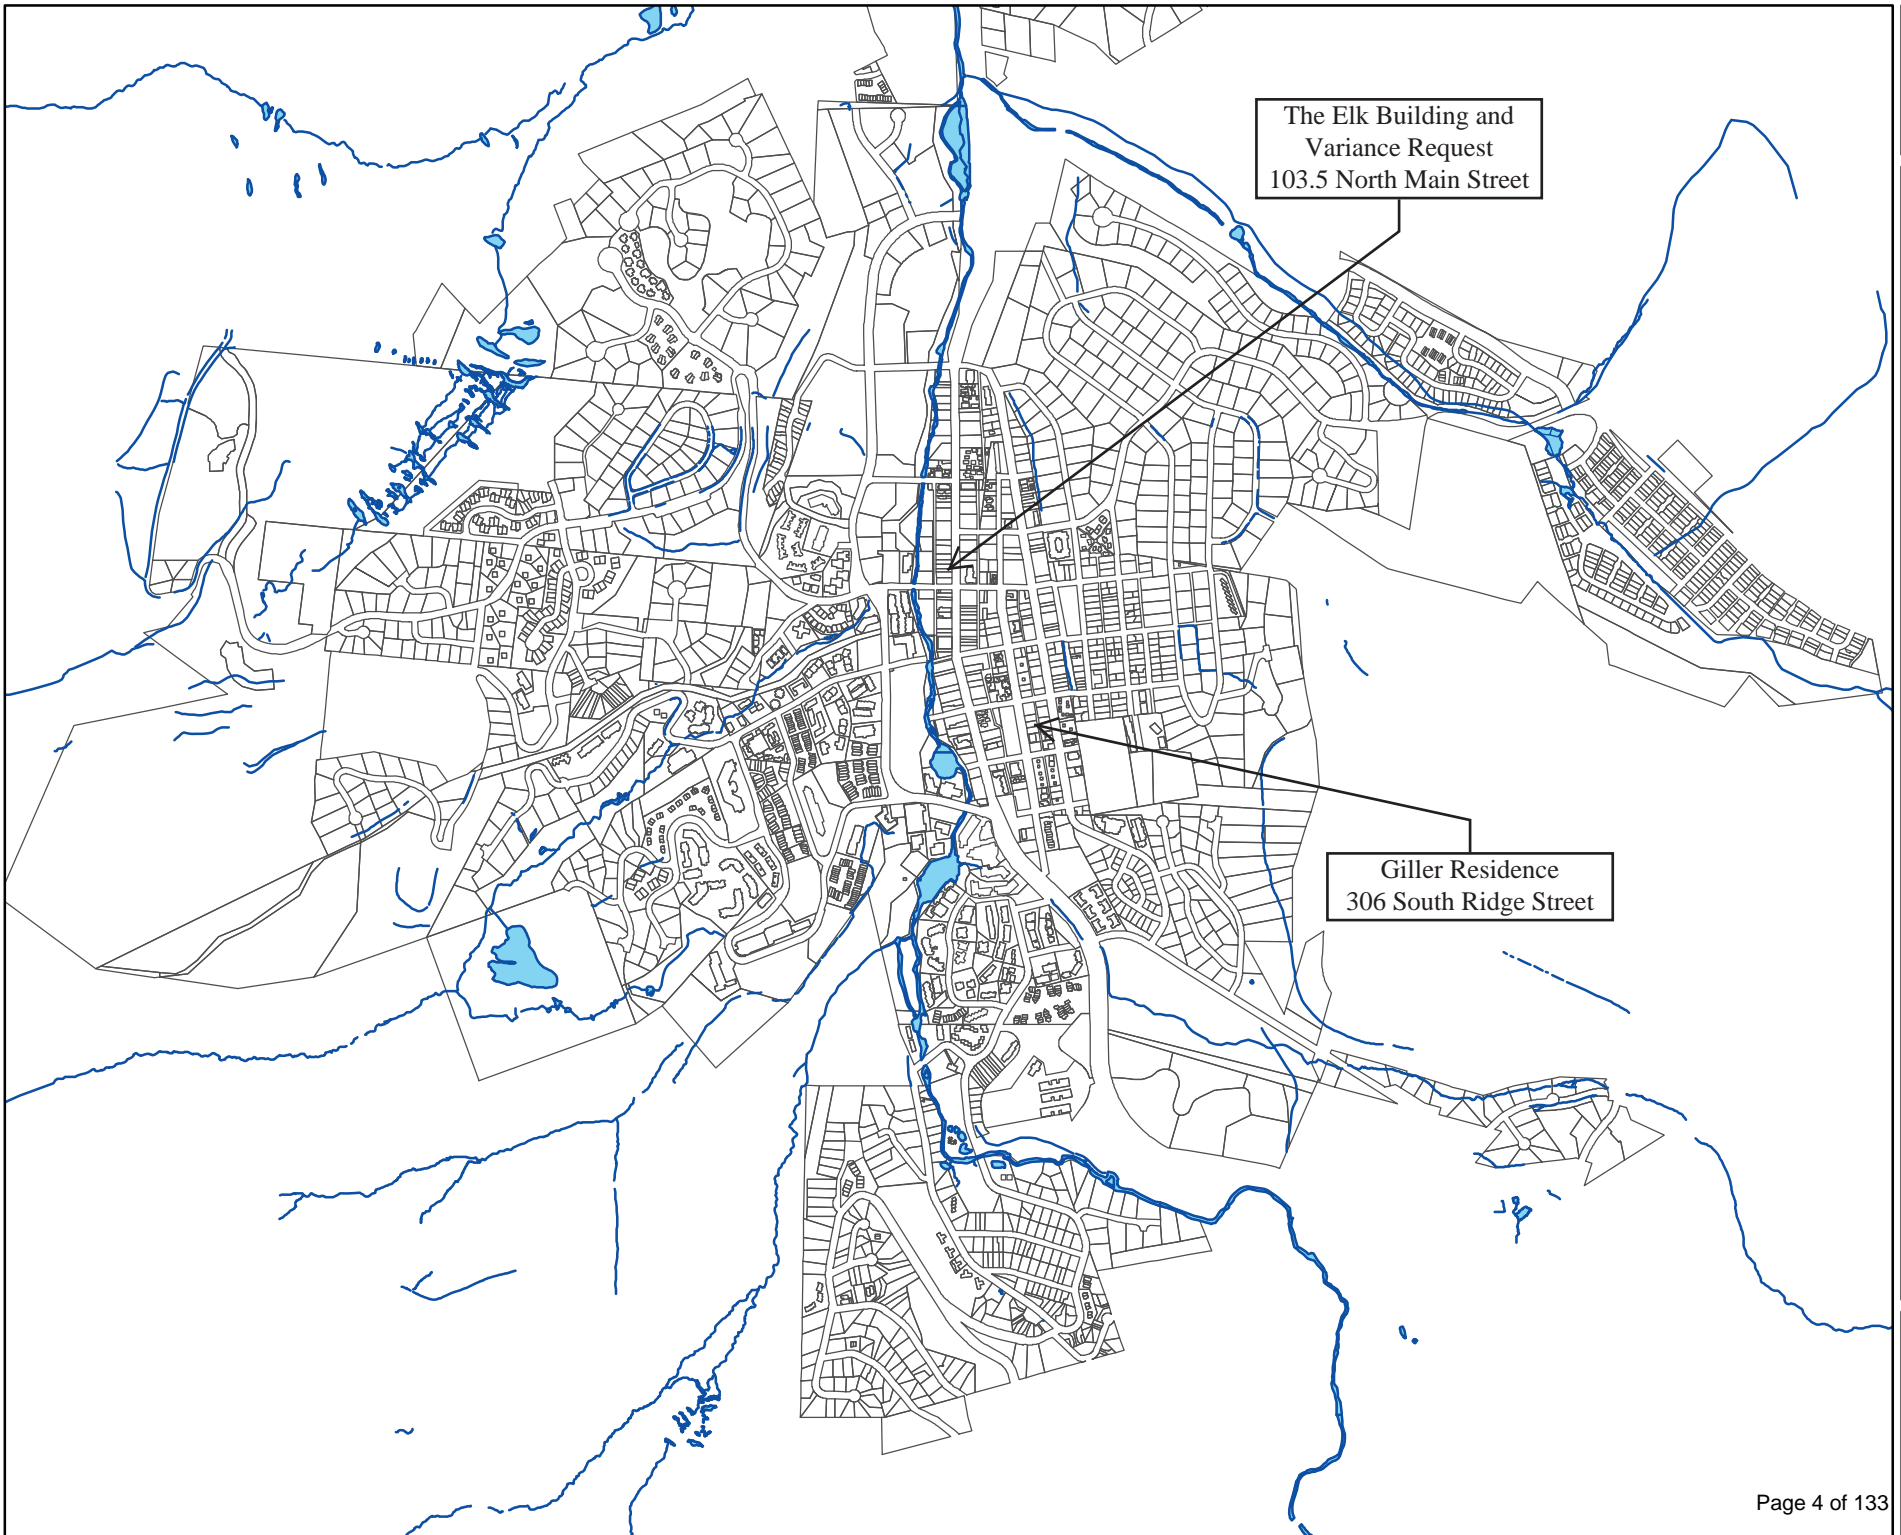 The Elk Building and
Variance Request
103.5 North Main Street
Giller Residence
306 South Ridge Street
Page 4 of 133